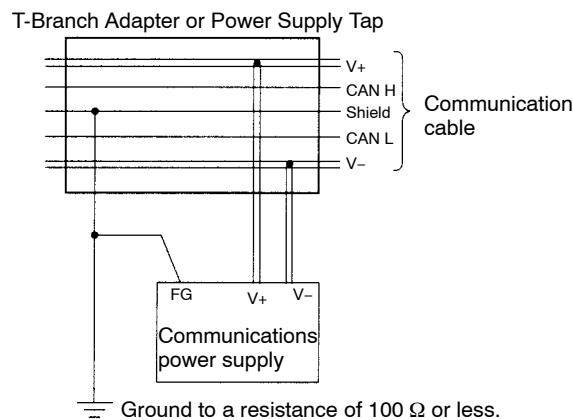 T-Branch Adapter or Power Supply Tap
V+
CAN H
Shield
CAN L
V−
Communication
cable
FG
V+
V−
Communications
power supply
Ground to a resistance of 100 Ω or less.